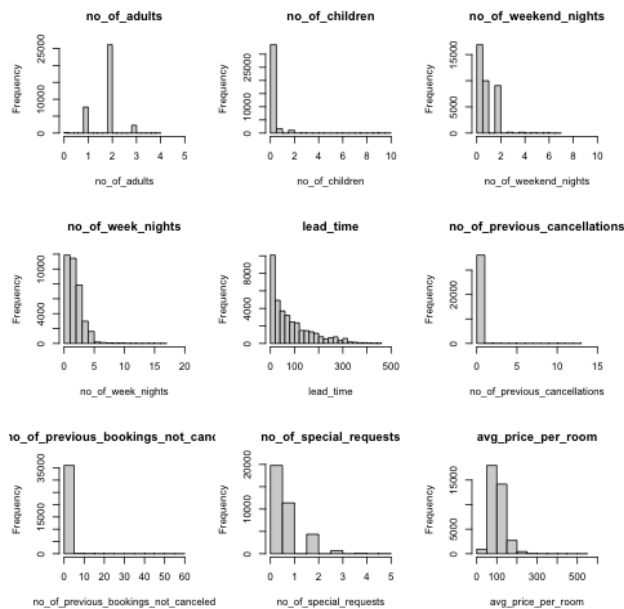 no_of_adults
Frequency
0 10000 25000
0 1 2 3 4 5
no_of_adults
no_of_children
Frequency
0 10000 25000
0 2 4 6 8 10
no_of_children
no_of_weekend_nights
Frequency
0 5000 15000
0 2 4 6 8 10
no_of_weekend_nights
no_of_week_nights
Frequency
0 4000 10000
0 5 10 15 20
no_of_week_nights
lead_time
Frequency
0 4000 8000
0 100 300 500
lead_time
no_of_previous_cancellations
Frequency
0 20000
0 5 10 15
no_of_previous_cancellations
no_of_previous_bookings_not_canc
Frequency
0 15000 35000
0 10 20 30 40 50 60
no_of_previous_bookings_not_canceled
no_of_special_requests
Frequency
0 10000 20000
0 1 2 3 4 5
no_of_special_requests
avg_price_per_room
Frequency
0 5000 15000
100 300 500
avg_price_per_room